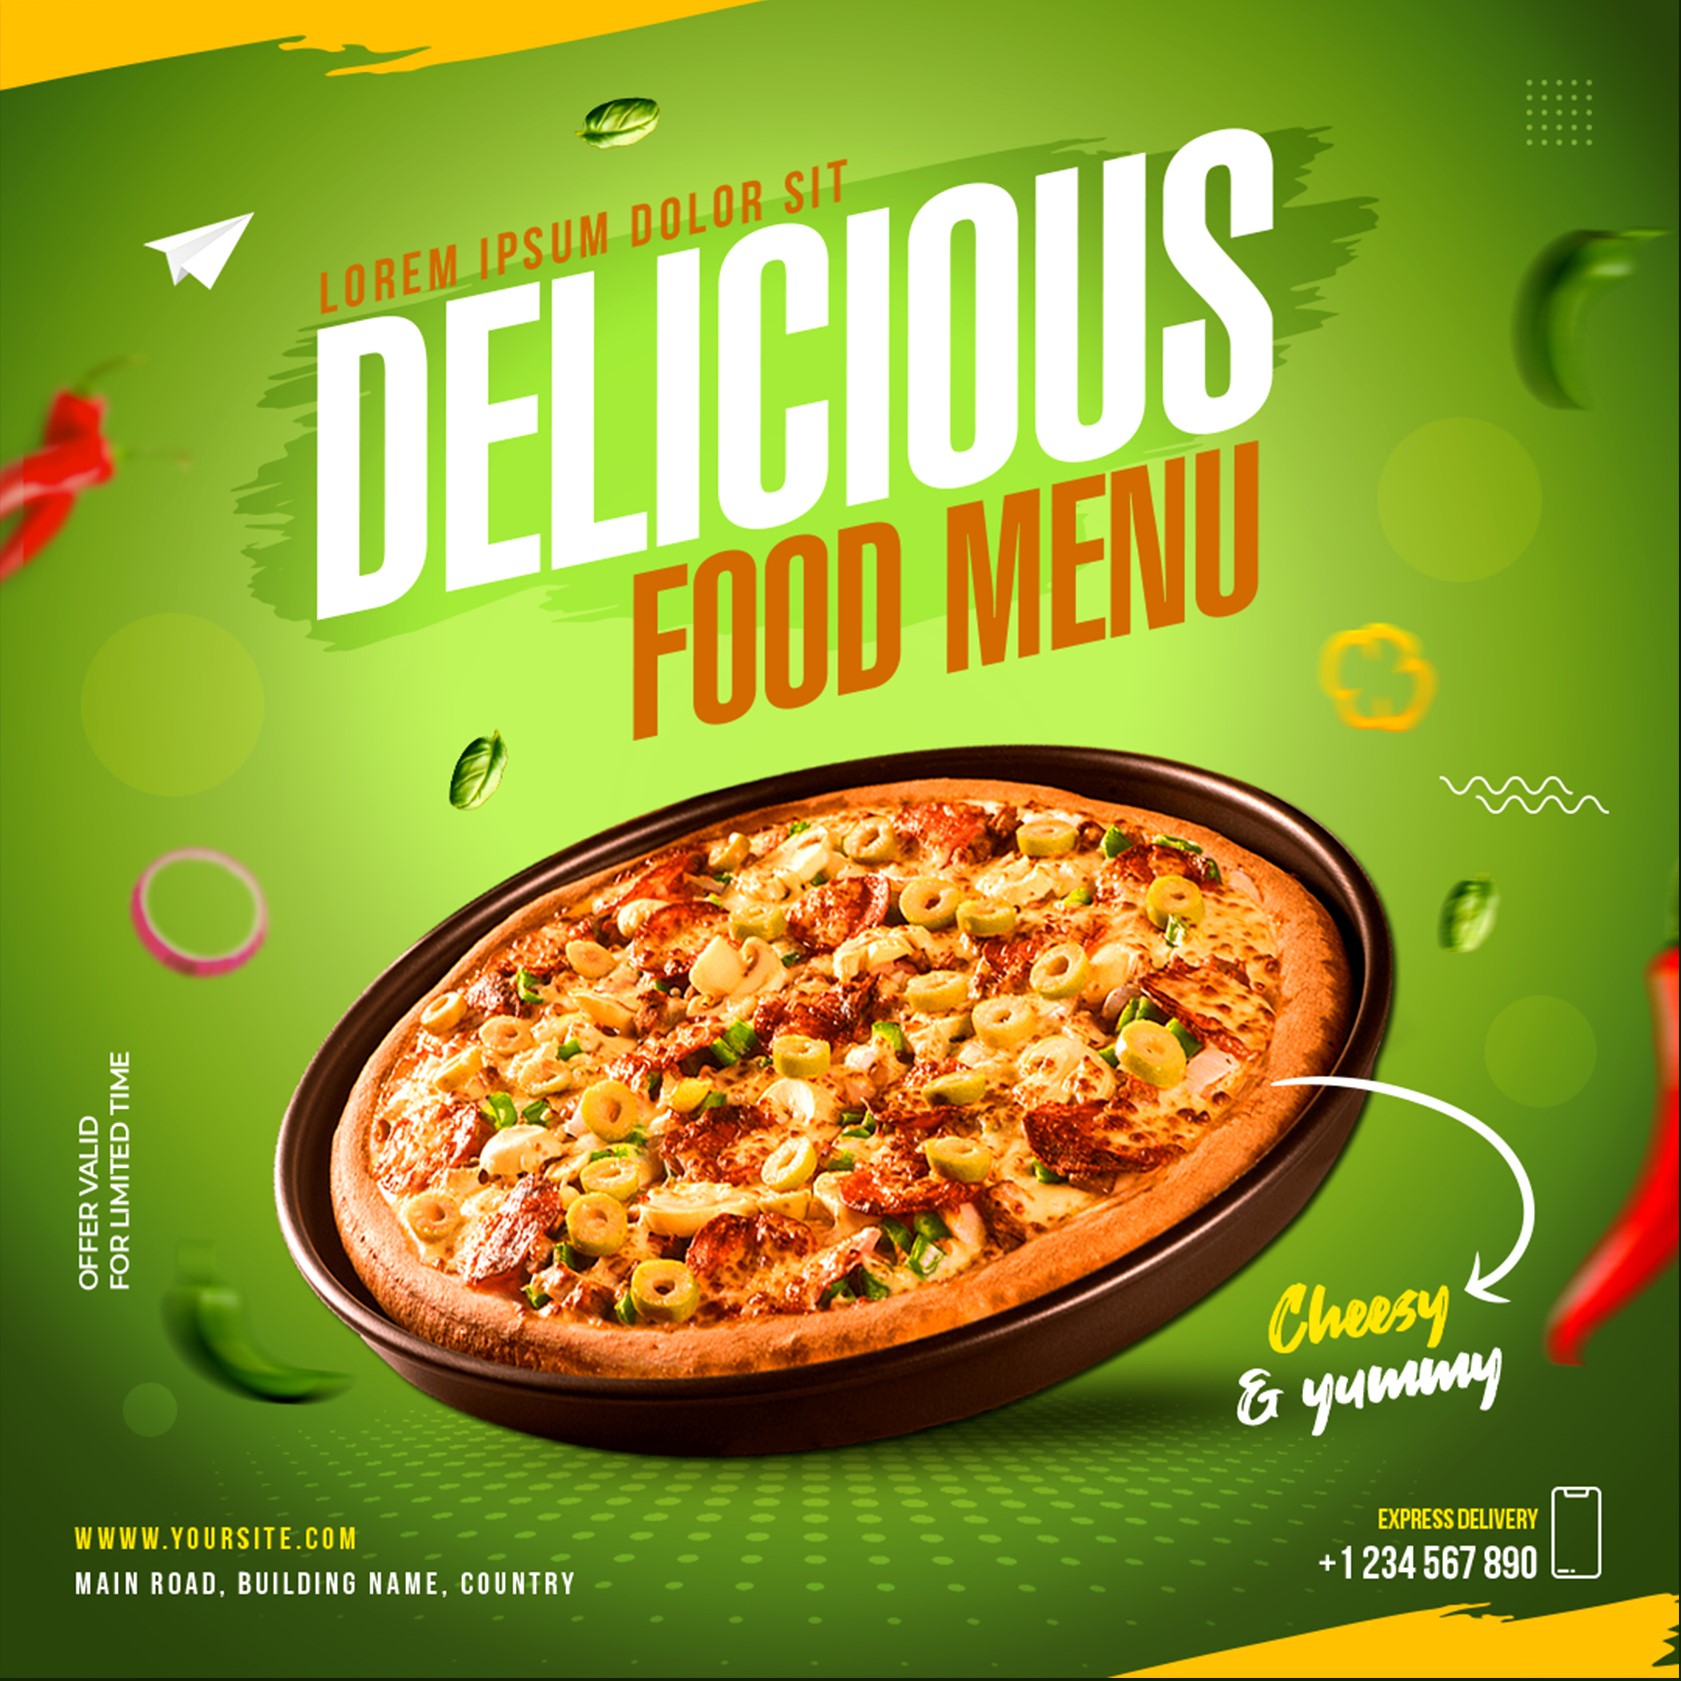 LOREM IPSUM DOLOR SIT
DELICIOUS
FOOD MENU
OFFER VALID
FOR LIMITED TIME
Cheesy
& yummy
WWWW.YOURSITE.COM
MAIN ROAD, BUILDING NAME, COUNTRY
EXPRESS DELIVERY
+1 234 567 890